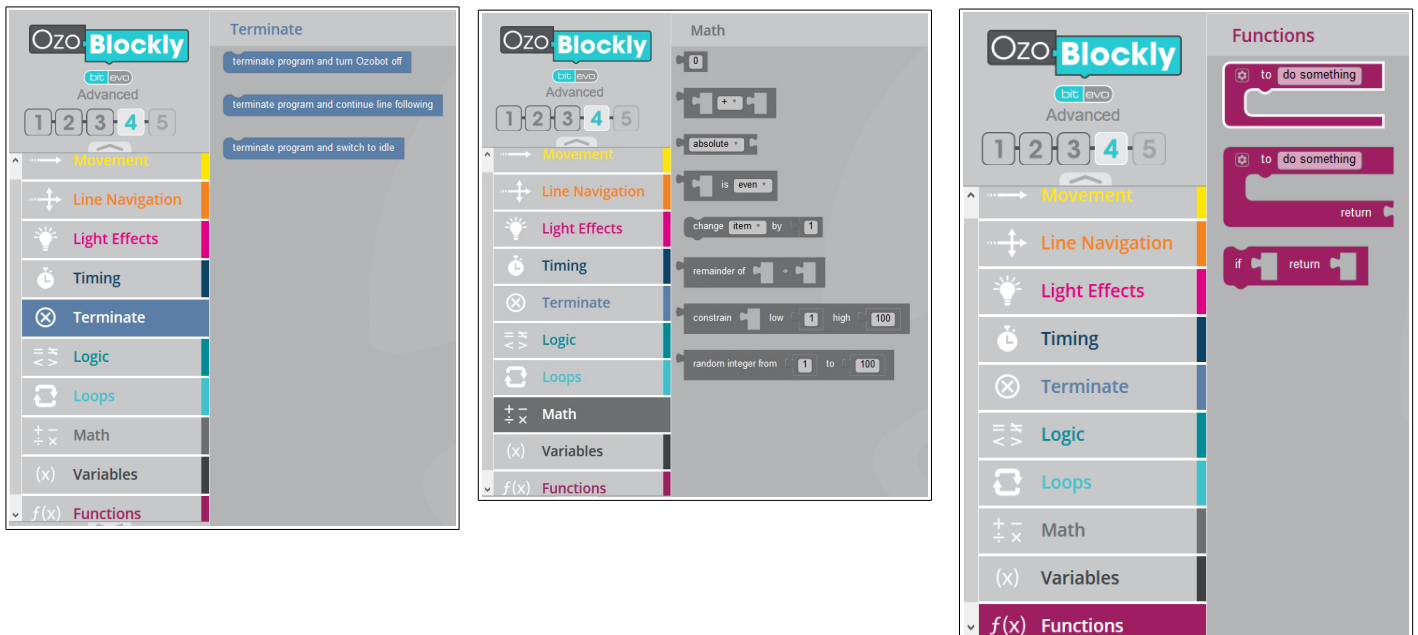 Ozo Blockly
bit evo
Advanced
1 2 3 4 5
Movement
Line Navigation
Light Effects
Timing
Terminate
Logic
Loops
Math
(x) Variables
f(x) Functions
Terminate
terminate program and turn Ozobot off
terminate program and continue line following
terminate program and switch to idle
Ozo Blockly
bit evo
Advanced
1 2 3 4 5
Movement
Line Navigation
Light Effects
Timing
Terminate
Logic
Loops
Math
(x) Variables
f(x) Functions
Math
0
+
absolute
is even
change item by 1
remainder of ÷
constrain low 1 high 100
random integer from 1 to 100
Ozo Blockly
bit evo
Advanced
1 2 3 4 5
Movement
Line Navigation
Light Effects
Timing
Terminate
Logic
Loops
Math
(x) Variables
f(x) Functions
Functions
to do something
to do something
return
if return